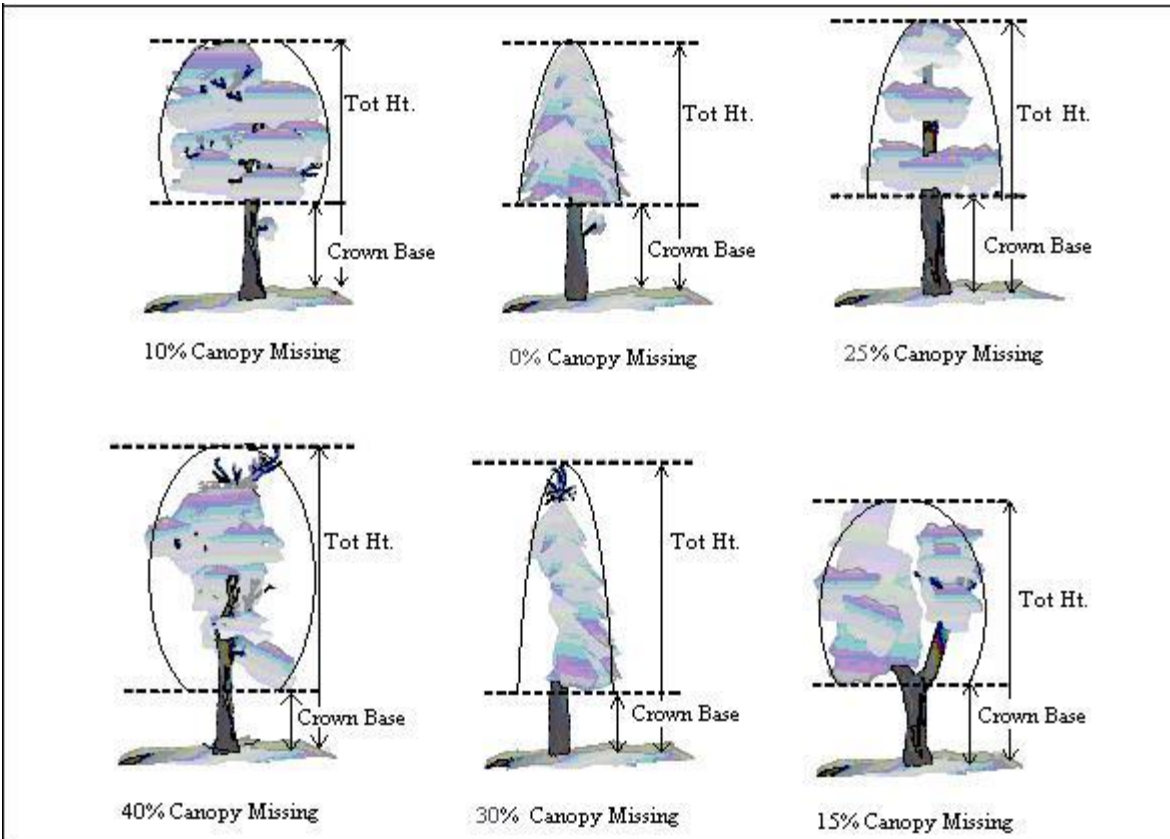 Tot Ht.
Crown Base
10% Canopy Missing
Tot Ht.
Crown Base
0% Canopy Missing
Tot Ht.
Crown Base
25% Canopy Missing
Tot Ht.
Crown Base
40% Canopy Missing
Tot Ht.
Crown Base
30% Canopy Missing
Tot Ht.
Crown Base
15% Canopy Missing